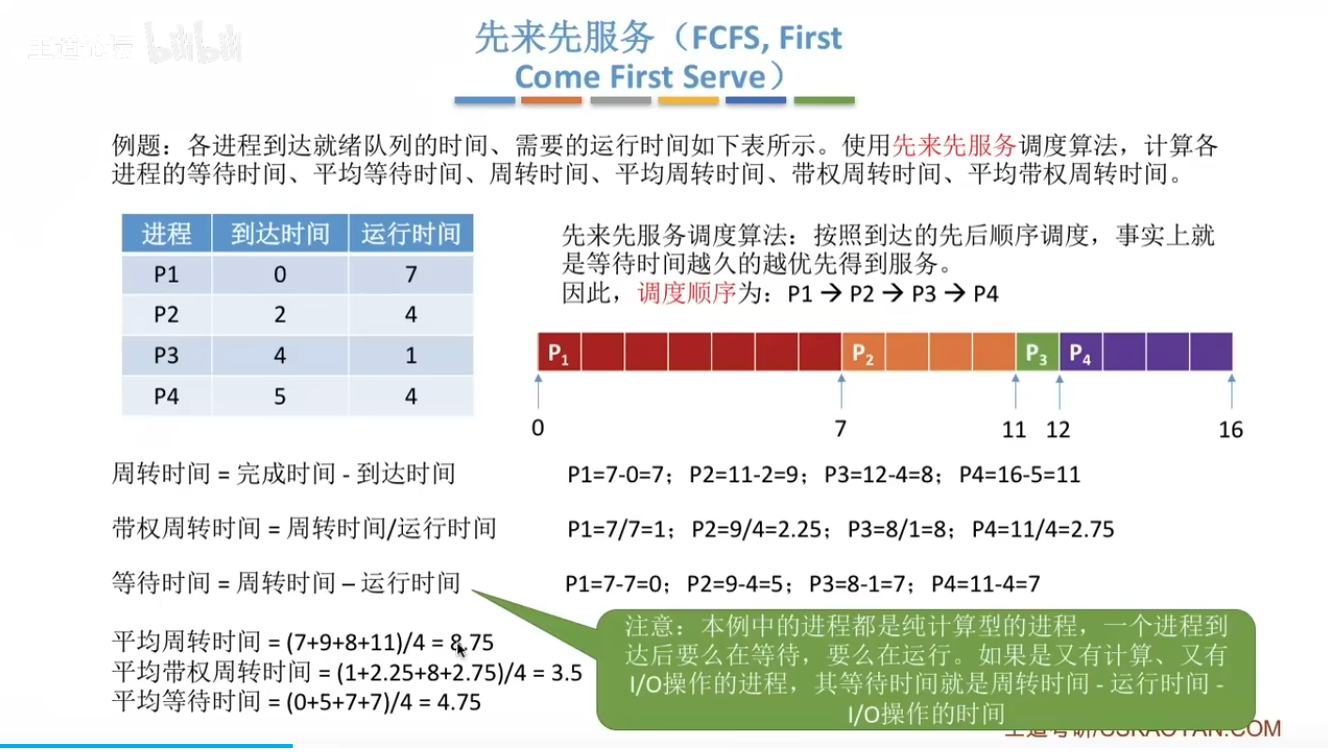 王道论坛 bilibili
先来先服务（FCFS, First
Come First Serve）
例题：各进程到达就绪队列的时间、需要的运行时间如下表所示。使用先来先服务调度算法，计算各
进程的等待时间、平均等待时间、周转时间、平均周转时间、带权周转时间、平均带权周转时间。
进程 到达时间 运行时间
P1 0 7
P2 2 4
P3 4 1
P4 5 4
先来先服务调度算法：按照到达的先后顺序调度，事实上就
是等待时间越久的越优先得到服务。
因此，调度顺序为：P1 → P2 → P3 → P4
P₁ P₂ P₃ P₄
0 7 11 12 16
周转时间 = 完成时间 - 到达时间 P1=7-0=7；P2=11-2=9；P3=12-4=8；P4=16-5=11
带权周转时间 = 周转时间/运行时间 P1=7/7=1；P2=9/4=2.25；P3=8/1=8；P4=11/4=2.75
等待时间 = 周转时间 – 运行时间 P1=7-7=0；P2=9-4=5；P3=8-1=7；P4=11-4=7
平均周转时间 = (7+9+8+11)/4 = 8.75
平均带权周转时间 = (1+2.25+8+2.75)/4 = 3.5
平均等待时间 = (0+5+7+7)/4 = 4.75
注意：本例中的进程都是纯计算型的进程，一个进程到
达后要么在等待，要么在运行。如果是又有计算、又有
I/O操作的进程，其等待时间就是周转时间 - 运行时间 -
I/O操作的时间
王道考研/CSKAOYAN.COM